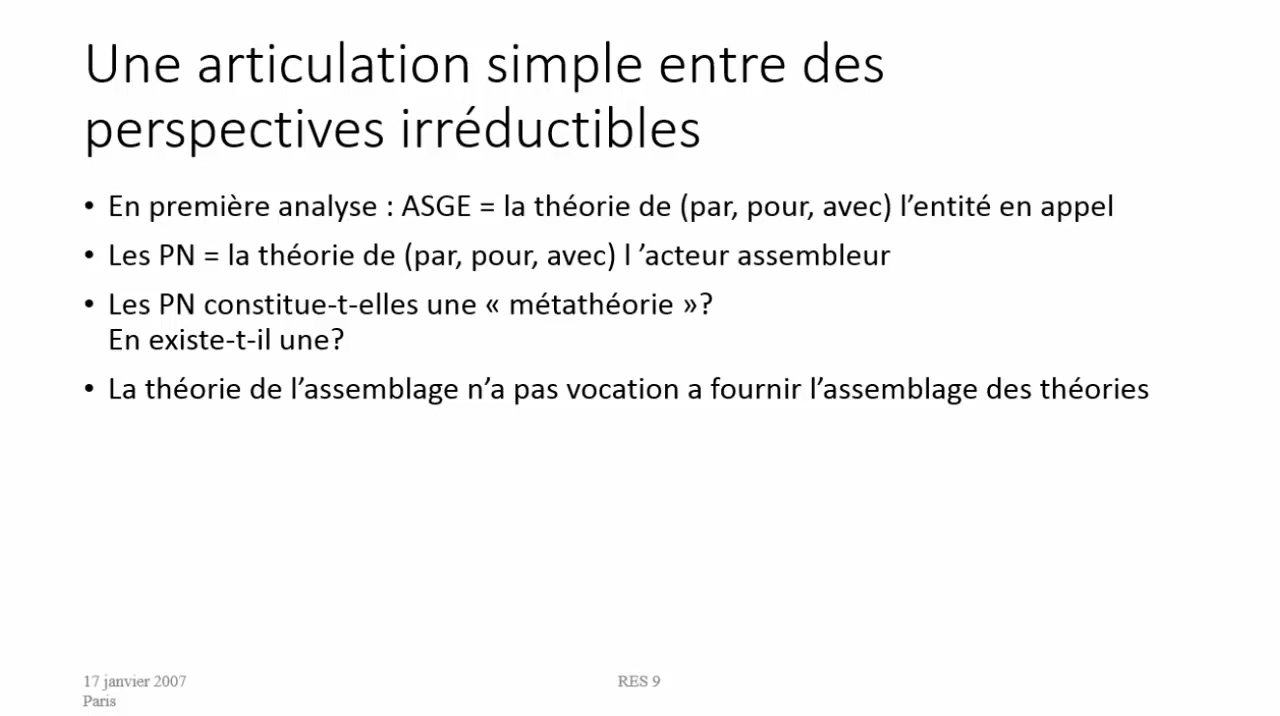 Une articulation simple entre des
perspectives irréductibles
• En première analyse : ASGE = la théorie de (par, pour, avec) l’entité en appel
• Les PN = la théorie de (par, pour, avec) l ’acteur assembleur
• Les PN constitue-t-elles une « métathéorie »?
En existe-t-il une?
• La théorie de l’assemblage n’a pas vocation a fournir l’assemblage des théories
17 janvier 2007
Paris
RES 9